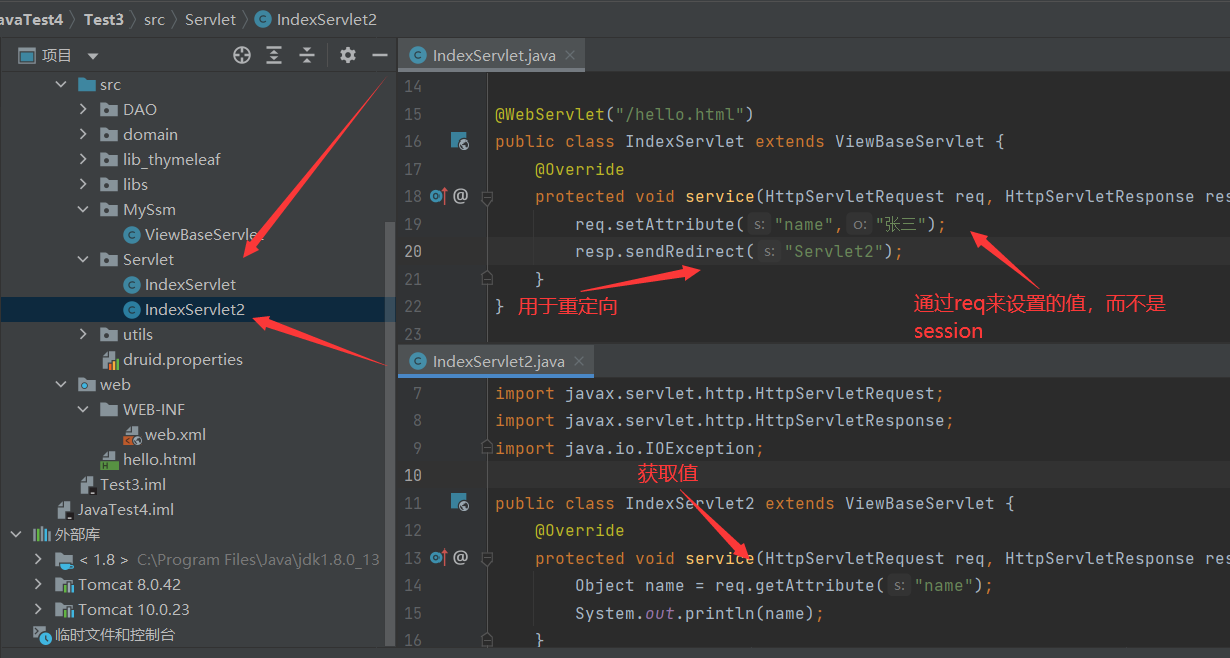 avaTest4 〉 Test3 〉 src 〉 Servlet 〉 IndexServlet2
项目
src
DAO
domain
lib_thymeleaf
libs
MySsm
ViewBaseServle
Servlet
IndexServlet
IndexServlet2
utils
druid.properties
web
WEB-INF
web.xml
hello.html
Test3.iml
JavaTest4.iml
外部库
< 1.8 > C:\Program Files\Java\jdk1.8.0_13
Tomcat 8.0.42
Tomcat 10.0.23
临时文件和控制台
IndexServlet.java
14
15 @WebServlet("/hello.html")
16 public class IndexServlet extends ViewBaseServlet {
17 @Override
18 protected void service(HttpServletRequest req, HttpServletResponse res
19 req.setAttribute( s: "name", o: "张三");
20 resp.sendRedirect( s: "Servlet2");
21 }
22 }
23
用于重定向
通过req来设置的值，而不是
session
IndexServlet2.java
7 import javax.servlet.http.HttpServletRequest;
8 import javax.servlet.http.HttpServletResponse;
9 import java.io.IOException;
10
获取值
11 public class IndexServlet2 extends ViewBaseServlet {
12 @Override
13 protected void service(HttpServletRequest req, HttpServletResponse res
14 Object name = req.getAttribute( s: "name");
15 System.out.println(name);
16 }